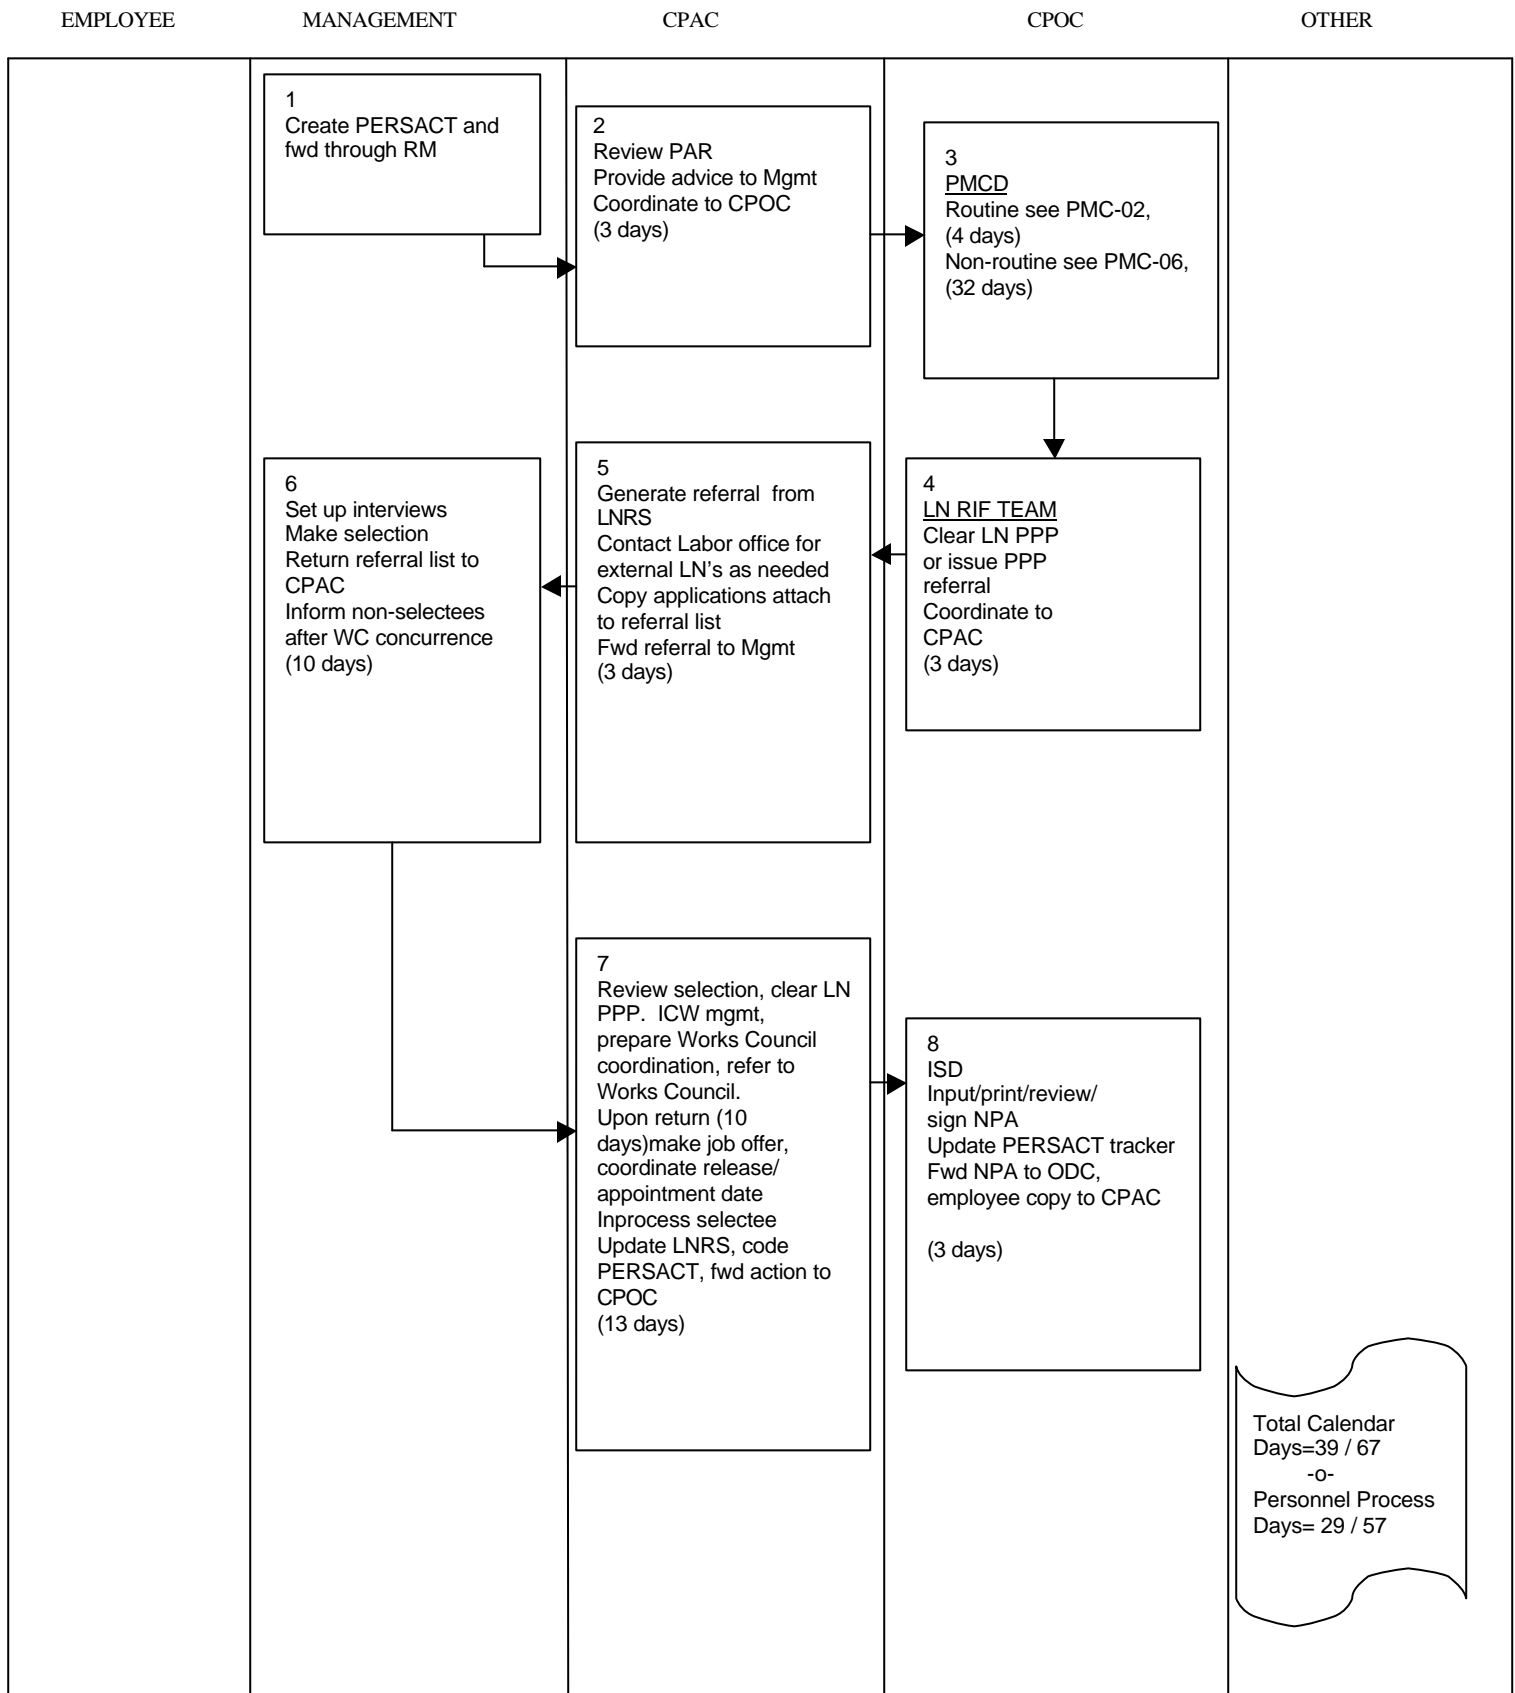 EMPLOYEE MANAGEMENT CPAC CPOC OTHER
1
Create PERSACT and
fwd through RM
2
Review PAR
Provide advice to Mgmt
Coordinate to CPOC
(3 days)
3
PMCD
Routine see PMC-02,
(4 days)
Non-routine see PMC-06,
(32 days)
4
LN RIF TEAM
Clear LN PPP
or issue PPP
referral
Coordinate to
CPAC
(3 days)
5
Generate referral from
LNRS
Contact Labor office for
external LN's as needed
Copy applications attach
to referral list
Fwd referral to Mgmt
(3 days)
6
Set up interviews
Make selection
Return referral list to
CPAC
Inform non-selectees
after WC concurrence
(10 days)
7
Review selection, clear LN
PPP. ICW mgmt,
prepare Works Council
coordination, refer to
Works Council.
Upon return (10
days)make job offer,
coordinate release/
appointment date
Inprocess selectee
Update LNRS, code
PERSACT, fwd action to
CPOC
(13 days)
8
ISD
Input/print/review/
sign NPA
Update PERSACT tracker
Fwd NPA to ODC,
employee copy to CPAC
(3 days)
Total Calendar
Days=39 / 67
-o-
Personnel Process
Days= 29 / 57